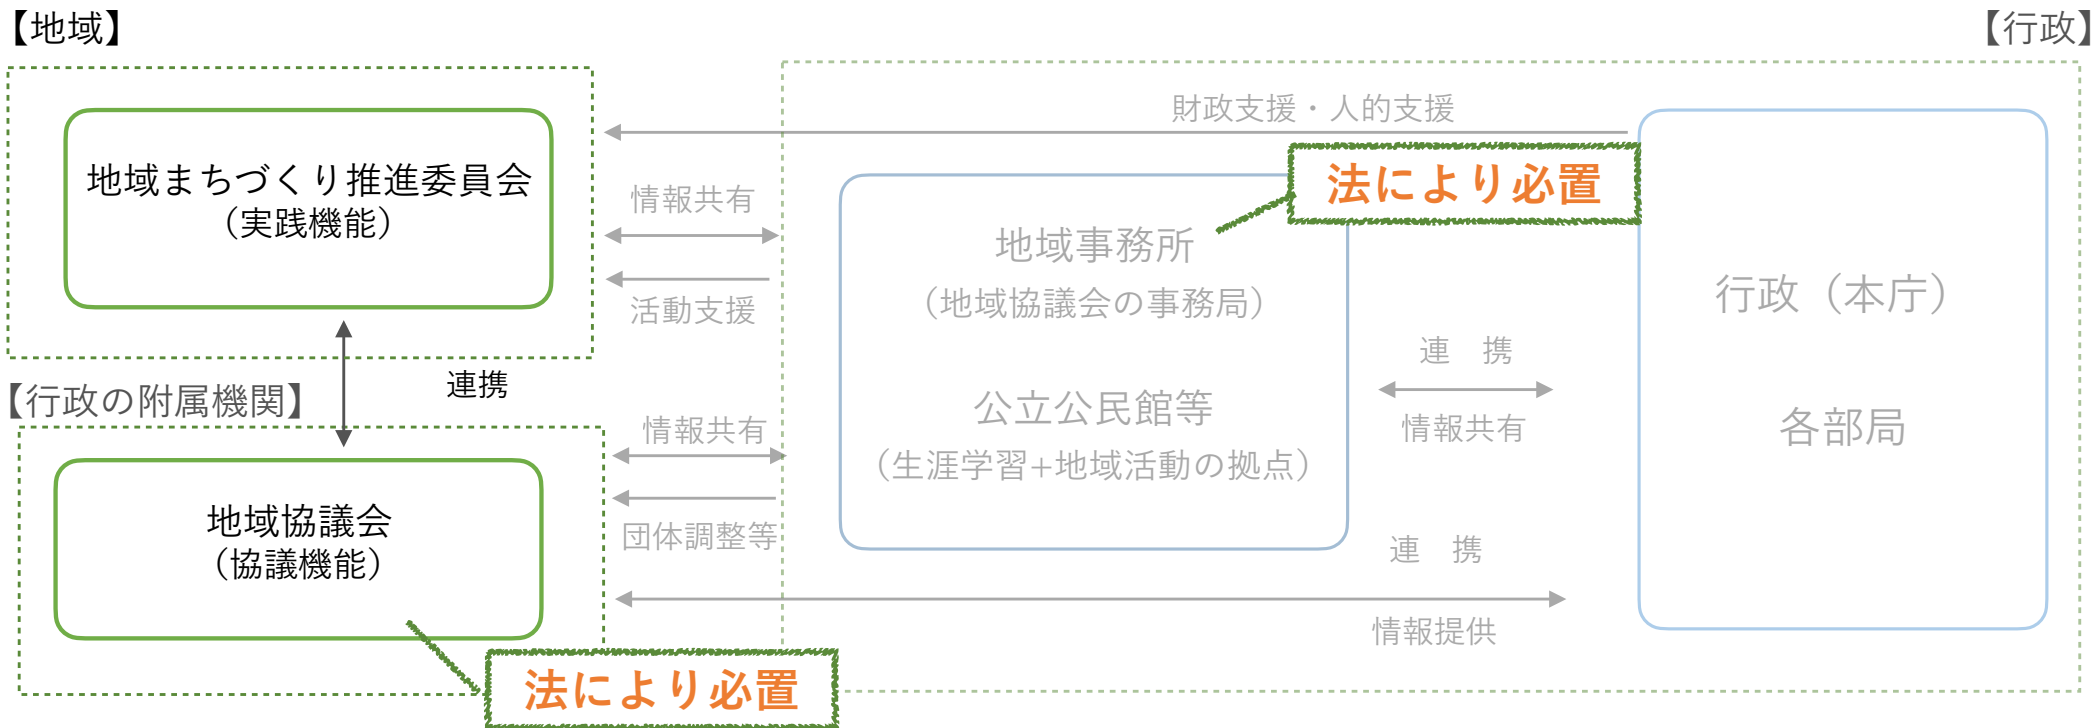 【地域】
【行政】
財政支援・人的支援
法により必置
地域まちづくり推進委員会
（実践機能）
情報共有
活動支援
地域事務所
（地域協議会の事務局）
公立公民館等
（生涯学習+地域活動の拠点）
行政（本庁）
各部局
連　携
情報共有
連携
【行政の附属機関】
情報共有
団体調整等
地域協議会
（協議機能）
連　携
情報提供
法により必置